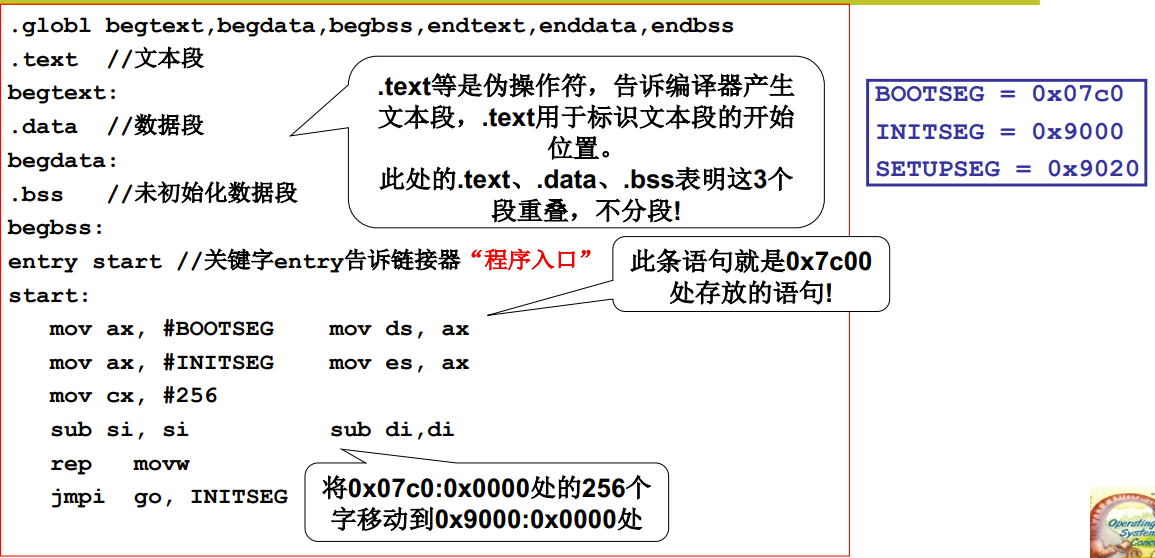 .globl begtext,begdata,begbss,endtext,enddata,endbss
.text //文本段
begtext:
.data //数据段
begdata:
.bss //未初始化数据段
begbss:
entry start //关键字entry告诉链接器“程序入口”
start:
mov ax, #BOOTSEG mov ds, ax
mov ax, #INITSEG mov es, ax
mov cx, #256
sub si, si sub di,di
rep movw
jmpi go, INITSEG
.text等是伪操作符，告诉编译器产生
文本段，.text用于标识文本段的开始
位置。
此处的.text、.data、.bss表明这3个
段重叠，不分段!
此条语句就是0x7c00
处存放的语句!
将0x07c0:0x0000处的256个
字移动到0x9000:0x0000处
BOOTSEG = 0x07c0
INITSEG = 0x9000
SETUPSEG = 0x9020
Operating
System
Conc